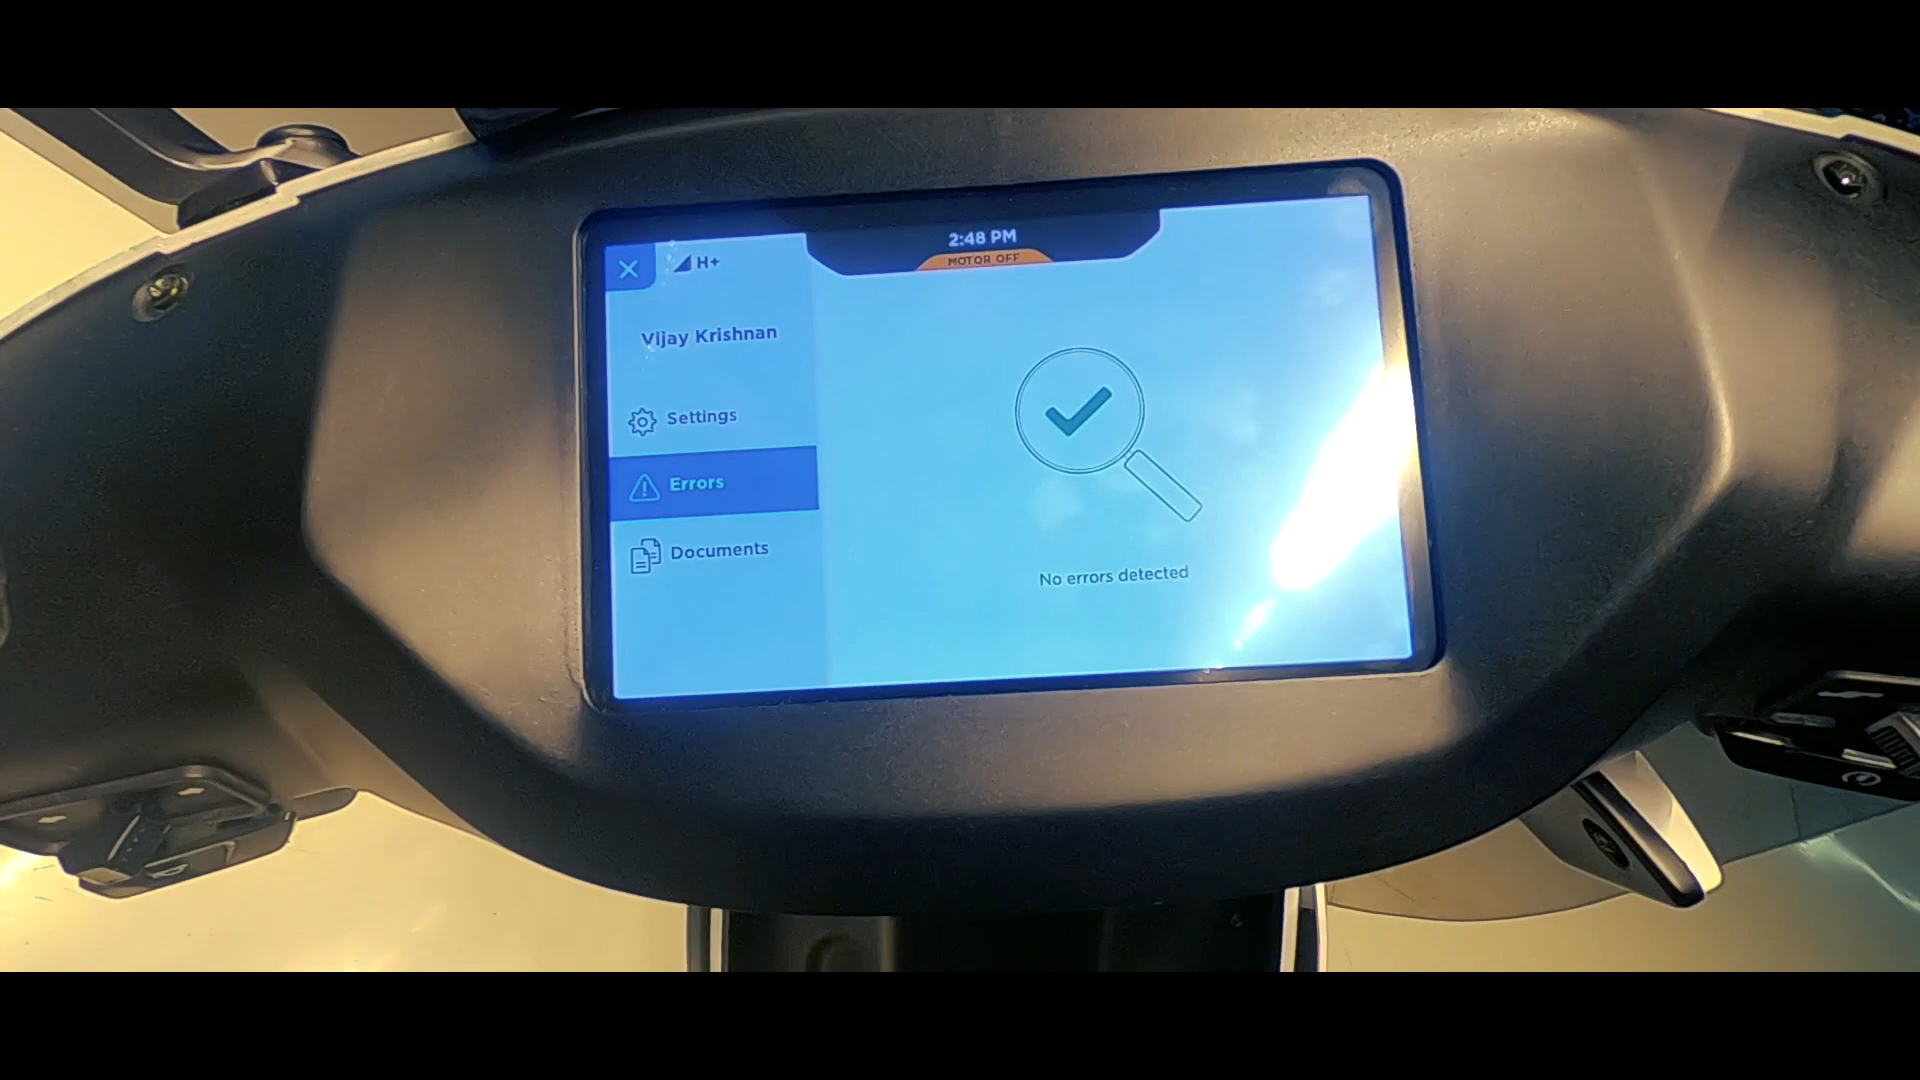 2:48 PM
MOTOR OFF
H+
Vijay Krishnan
Settings
Errors
Documents
No errors detected